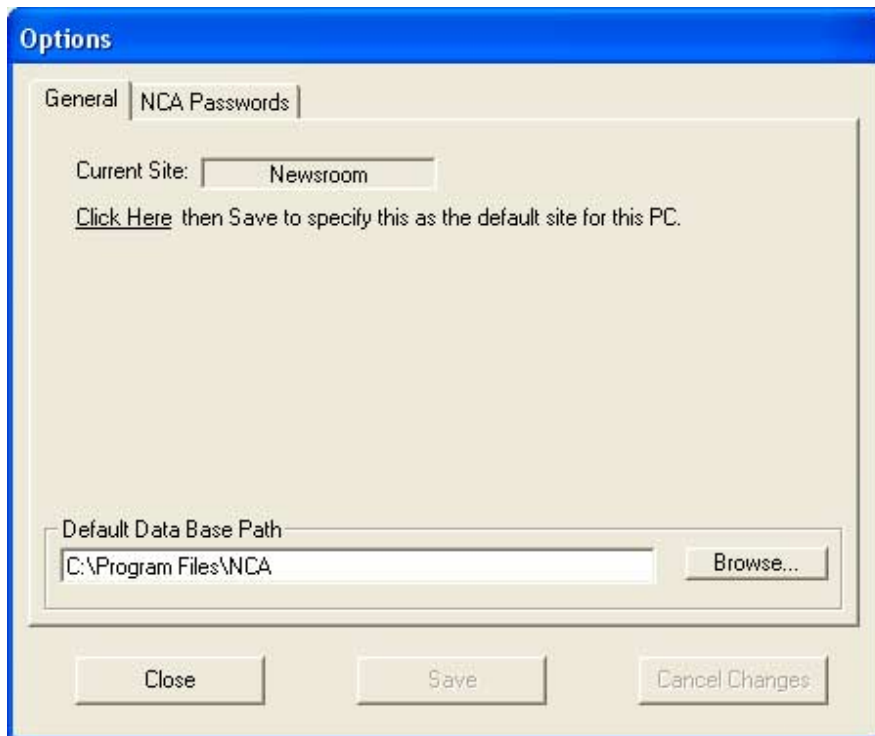 Options
General
NCA Passwords
Current Site: Newsroom
Click Here then Save to specify this as the default site for this PC.
Default Data Base Path
C:\Program Files\NCA
Browse...
Close
Save
Cancel Changes